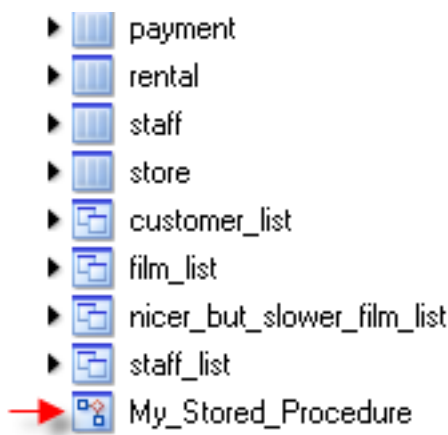 payment
rental
staff
store
customer_list
film_list
nicer_but_slower_film_list
staff_list
My_Stored_Procedure